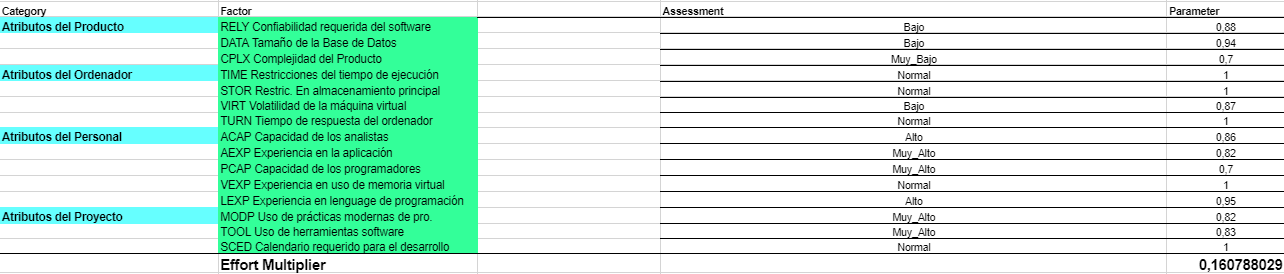 Category Factor Assessment Parameter
Atributos del Producto RELY Confiabilidad requerida del software Bajo 0,88
DATA Tamaño de la Base de Datos Bajo 0,94
CPLX Complejidad del Producto Muy_Bajo 0,7
Atributos del Ordenador TIME Restricciones del tiempo de ejecución Normal 1
STOR Restric. En almacenamiento principal Normal 1
VIRT Volatilidad de la máquina virtual Bajo 0,87
TURN Tiempo de respuesta del ordenador Normal 1
Atributos del Personal ACAP Capacidad de los analistas Alto 0,86
AEXP Experiencia en la aplicación Muy_Alto 0,82
PCAP Capacidad de los programadores Muy_Alto 0,7
VEXP Experiencia en uso de memoria virtual Normal 1
LEXP Experiencia en lenguage de programación Alto 0,95
Atributos del Proyecto MODP Uso de prácticas modernas de pro. Muy_Alto 0,82
TOOL Uso de herramientas software Muy_Alto 0,83
SCED Calendario requerido para el desarrollo Normal 1
Effort Multiplier 0,160788029